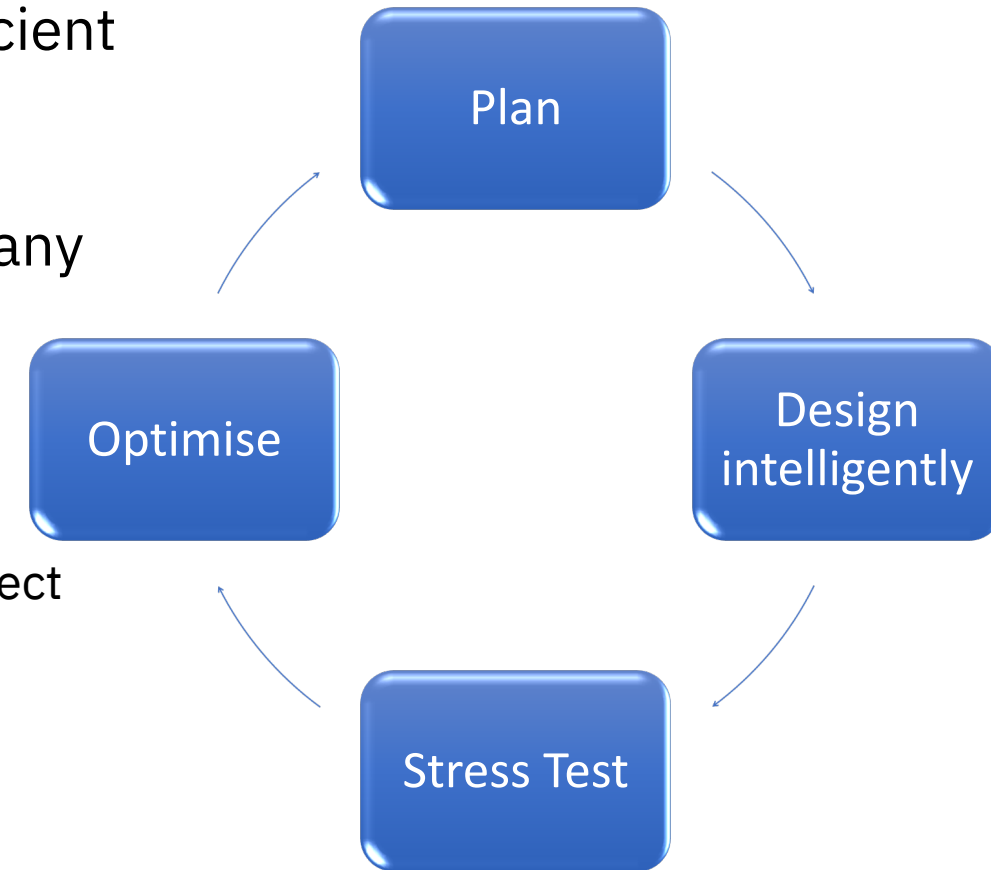 cient
Plan
any
Optimise
Design
intelligently
ect
Stress Test